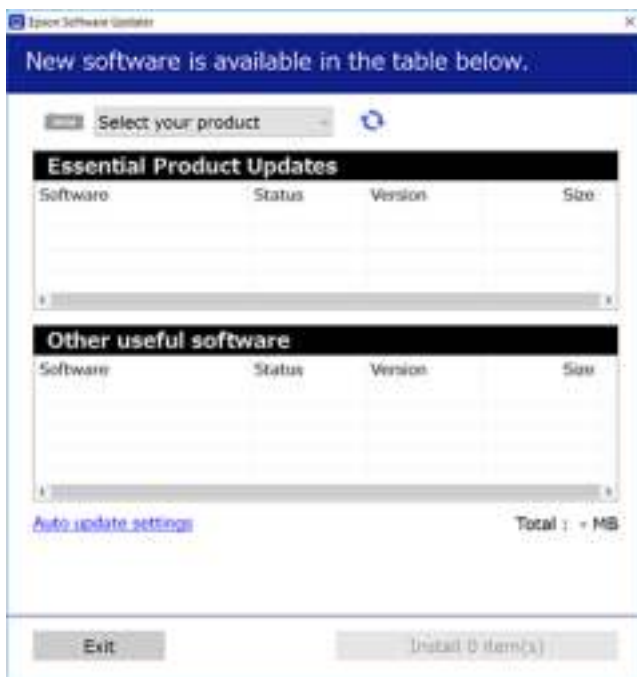 Epson Software Updater
New software is available in the table below.
Select your product
Essential Product Updates
Software Status Version Size
Other useful software
Software Status Version Size
Auto update settings Total : - MB
Exit Install 0 item(s)